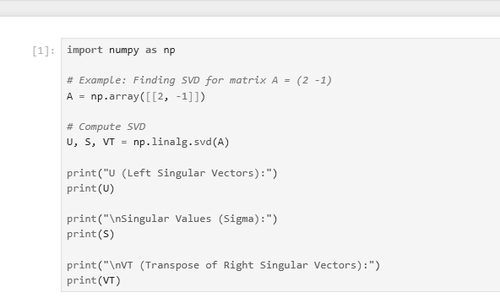 [1]: import numpy as np
# Example: Finding SVD for matrix A = (2 -1)
A = np.array([[2, -1]])
# Compute SVD
U, S, VT = np.linalg.svd(A)
print("U (Left Singular Vectors):")
print(U)
print("\nSingular Values (Sigma):")
print(S)
print("\nVT (Transpose of Right Singular Vectors):")
print(VT)